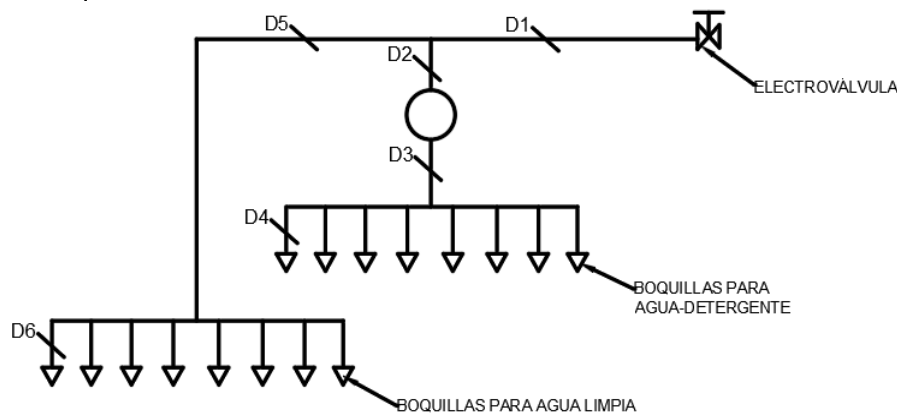 D5
D1
D2
ELECTROVÀLVULA
D3
D4
BOQUILLAS PARA
AGUA-DETERGENTE
D6
BOQUILLAS PARA AGUA LIMPIA